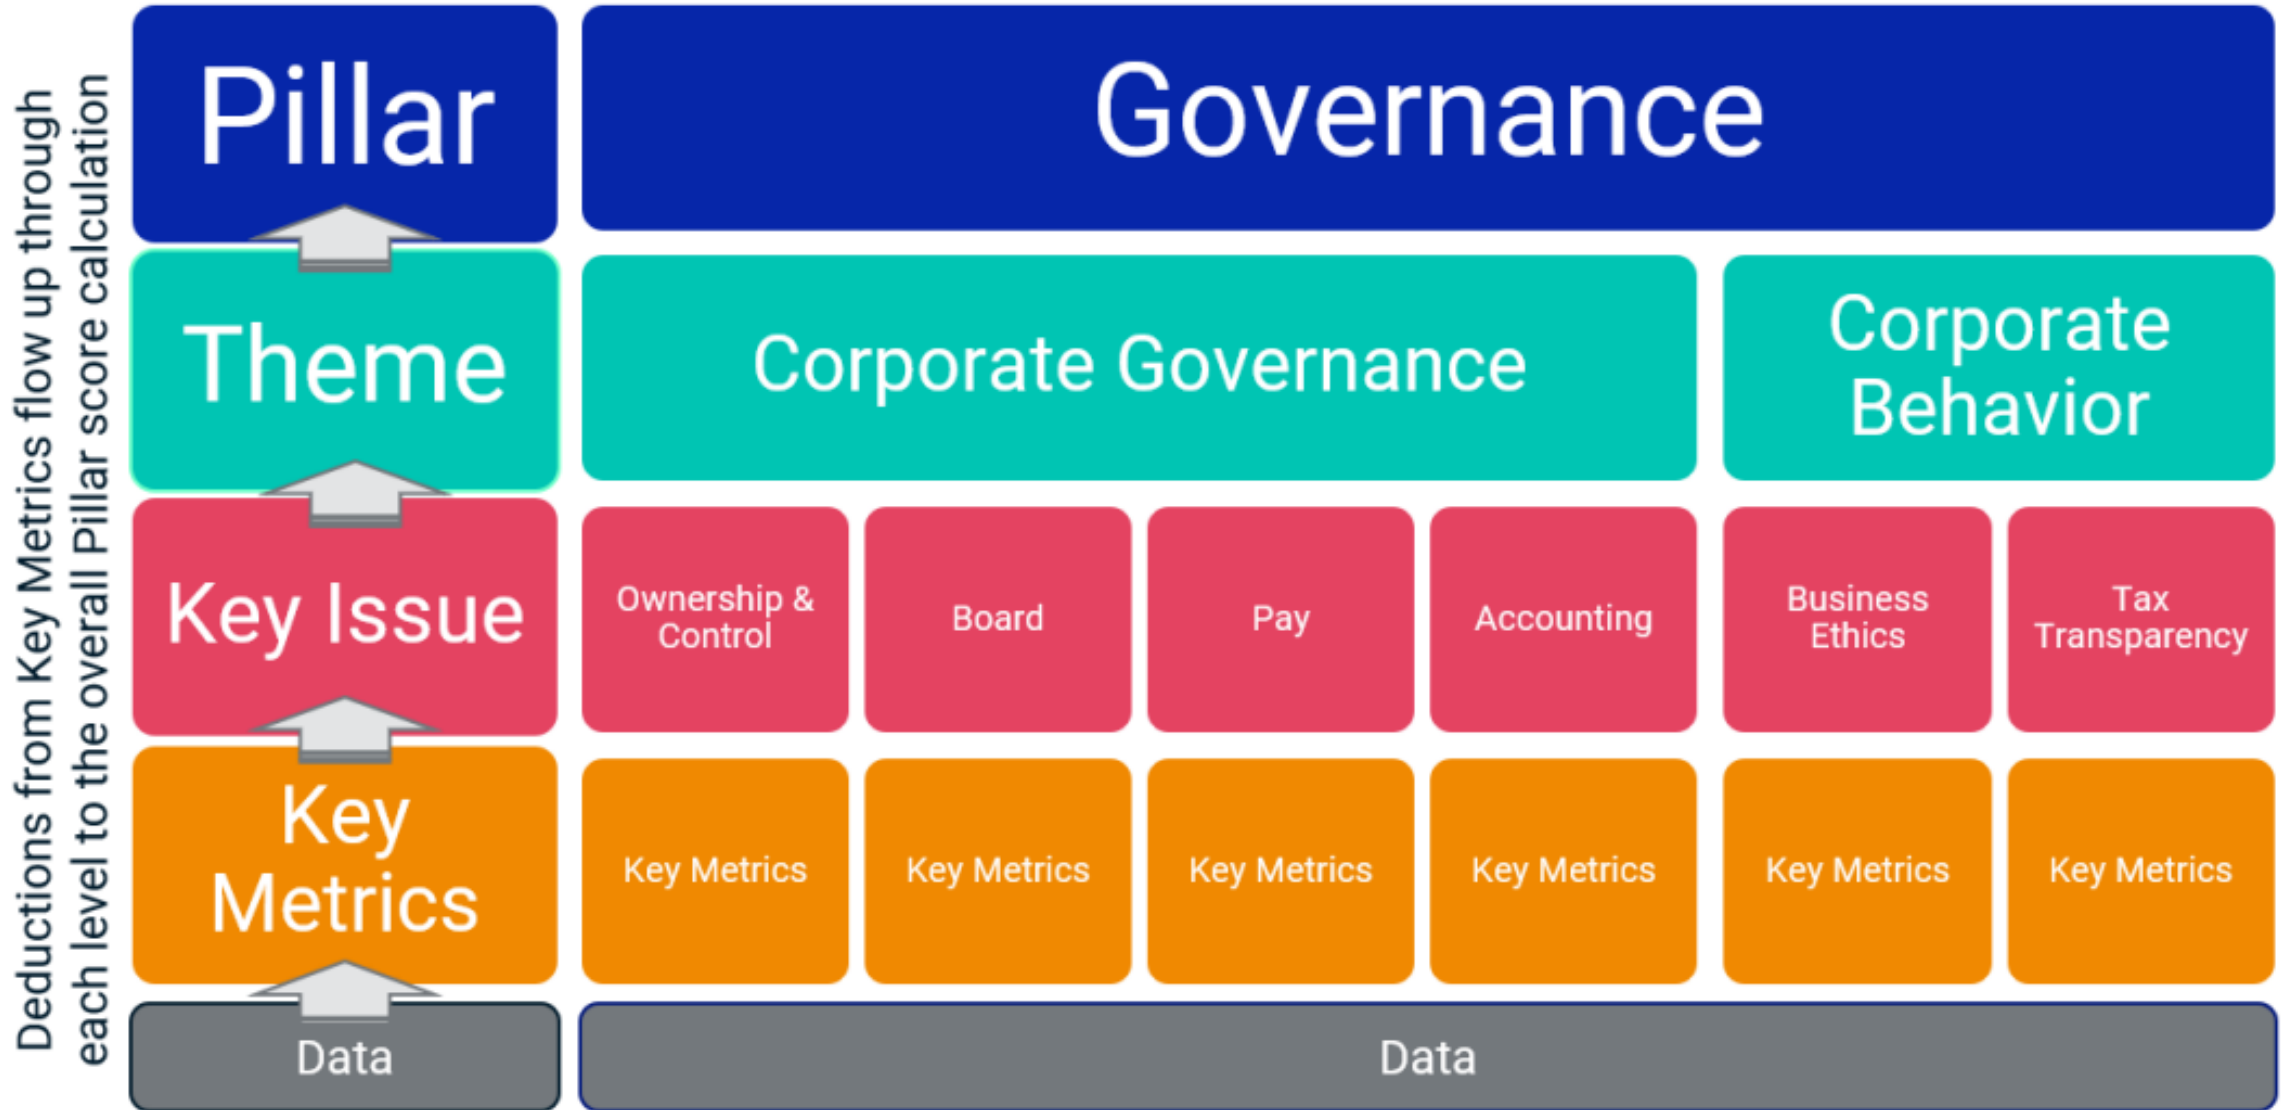 Deductions from Key Metrics flow up through
each level to the overall Pillar score calculation
Pillar
Governance
Theme
Corporate Governance
Corporate
Behavior
Key Issue
Ownership &
Control
Board
Pay
Accounting
Business
Ethics
Tax
Transparency
Key
Metrics
Key Metrics
Key Metrics
Key Metrics
Key Metrics
Key Metrics
Key Metrics
Data
Data